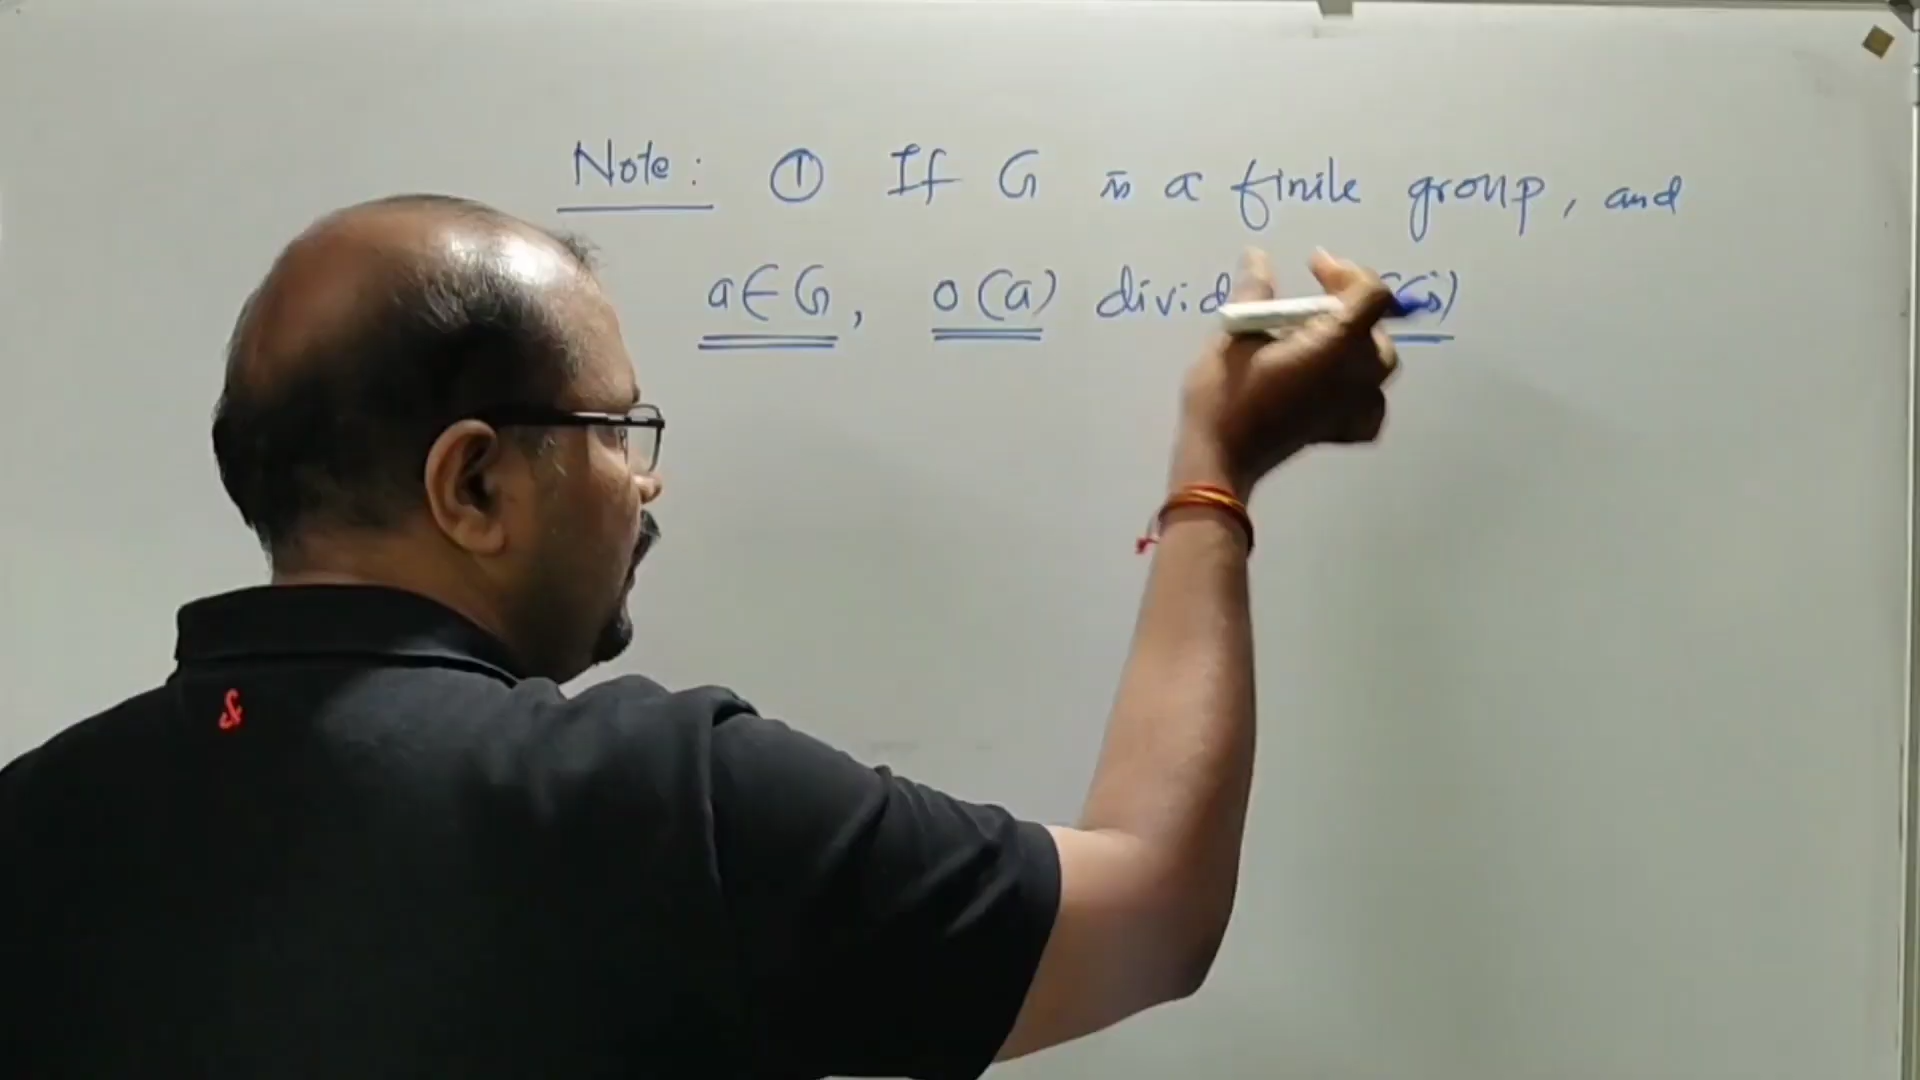 Note: ① If G is a finite group, and
a∈G, o(a) divid (G)